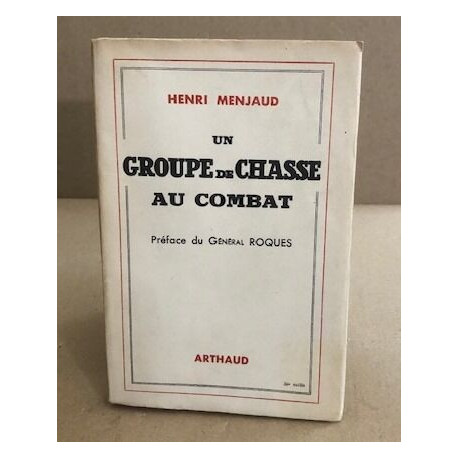 HENRI MENJAUD
UN
GROUPE DE CHASSE
AU COMBAT
Préface du GÉNÉRAL ROQUES
ARTHAUD